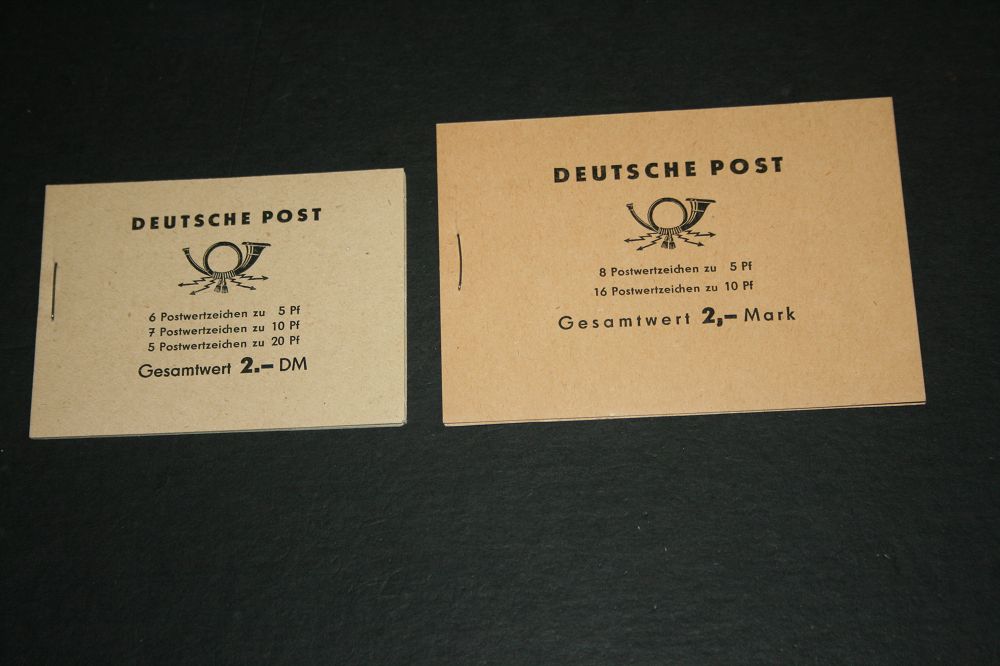 DEUTSCHE POST
6 Postwertzeichen zu 5 Pf
7 Postwertzeichen zu 10 Pf
5 Postwertzeichen zu 20 Pf
Gesamtwert 2.– DM
DEUTSCHE POST
8 Postwertzeichen zu 5 Pf
16 Postwertzeichen zu 10 Pf
Gesamtwert 2,– Mark